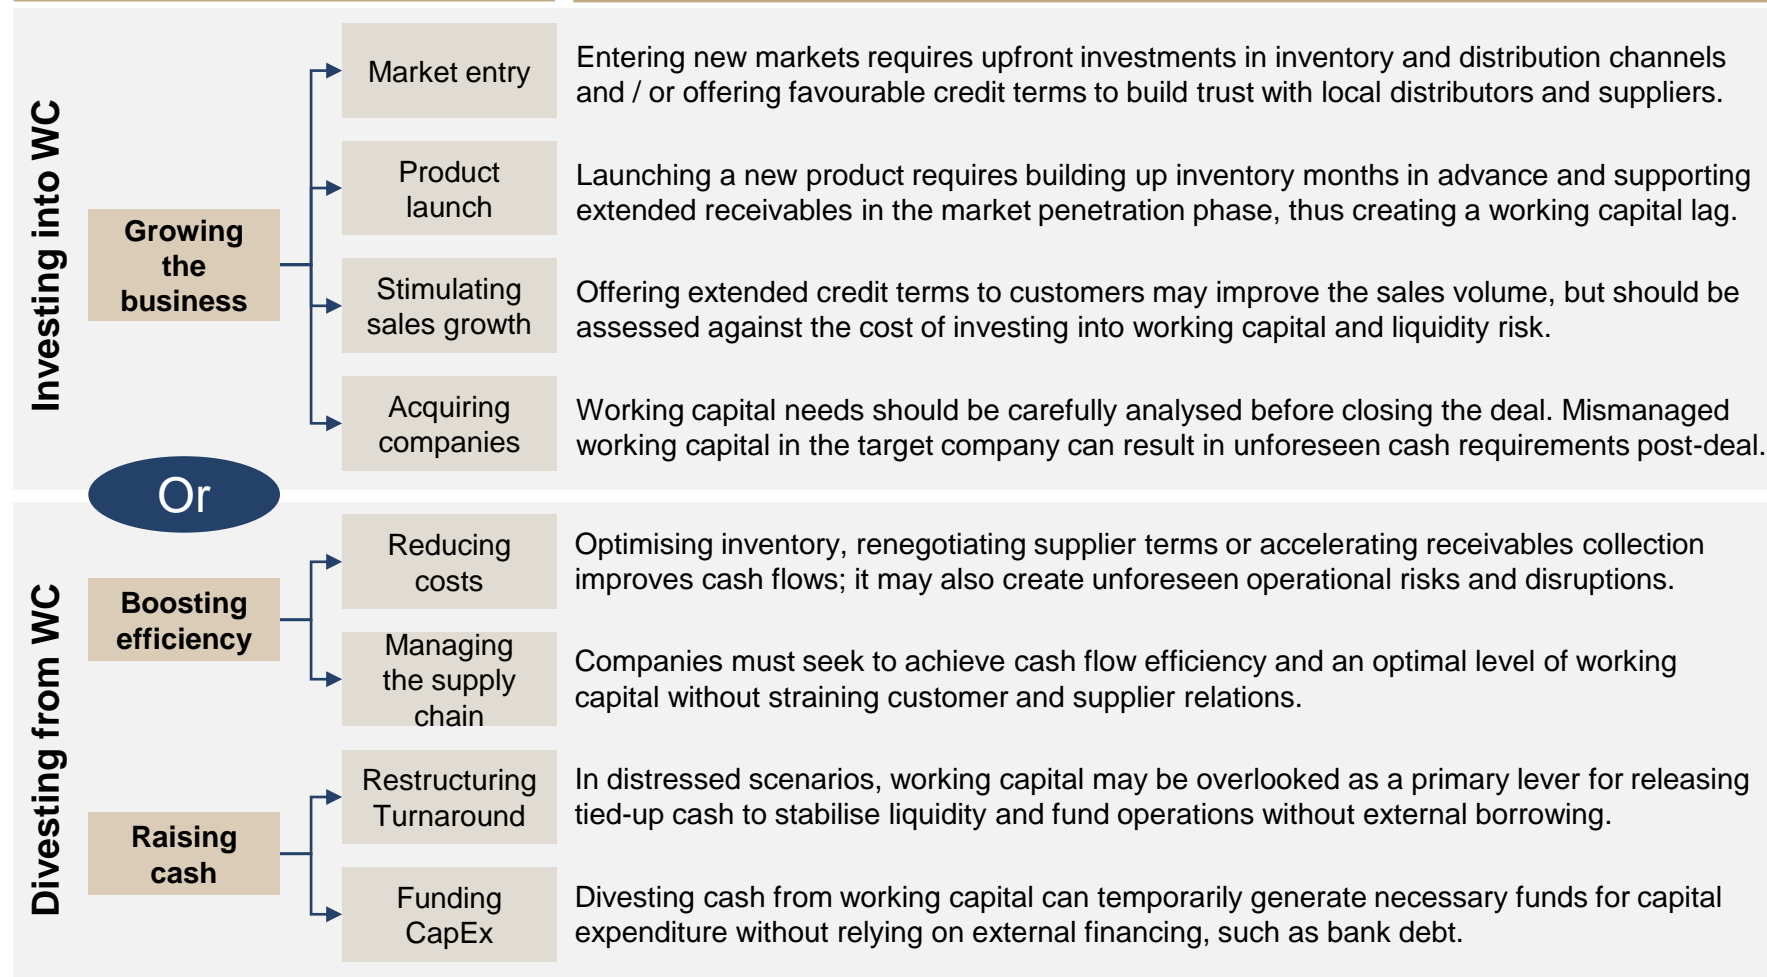 Investing into WC
Growing
the
business
Market entry
Entering new markets requires upfront investments in inventory and distribution channels
and / or offering favourable credit terms to build trust with local distributors and suppliers.
Product
launch
Launching a new product requires building up inventory months in advance and supporting
extended receivables in the market penetration phase, thus creating a working capital lag.
Stimulating
sales growth
Offering extended credit terms to customers may improve the sales volume, but should be
assessed against the cost of investing into working capital and liquidity risk.
Acquiring
companies
Working capital needs should be carefully analysed before closing the deal. Mismanaged
working capital in the target company can result in unforeseen cash requirements post-deal.
Or
Divesting from WC
Boosting
efficiency
Reducing
costs
Optimising inventory, renegotiating supplier terms or accelerating receivables collection
improves cash flows; it may also create unforeseen operational risks and disruptions.
Managing
the supply
chain
Companies must seek to achieve cash flow efficiency and an optimal level of working
capital without straining customer and supplier relations.
Raising
cash
Restructuring
Turnaround
In distressed scenarios, working capital may be overlooked as a primary lever for releasing
tied-up cash to stabilise liquidity and fund operations without external borrowing.
Funding
CapEx
Divesting cash from working capital can temporarily generate necessary funds for capital
expenditure without relying on external financing, such as bank debt.